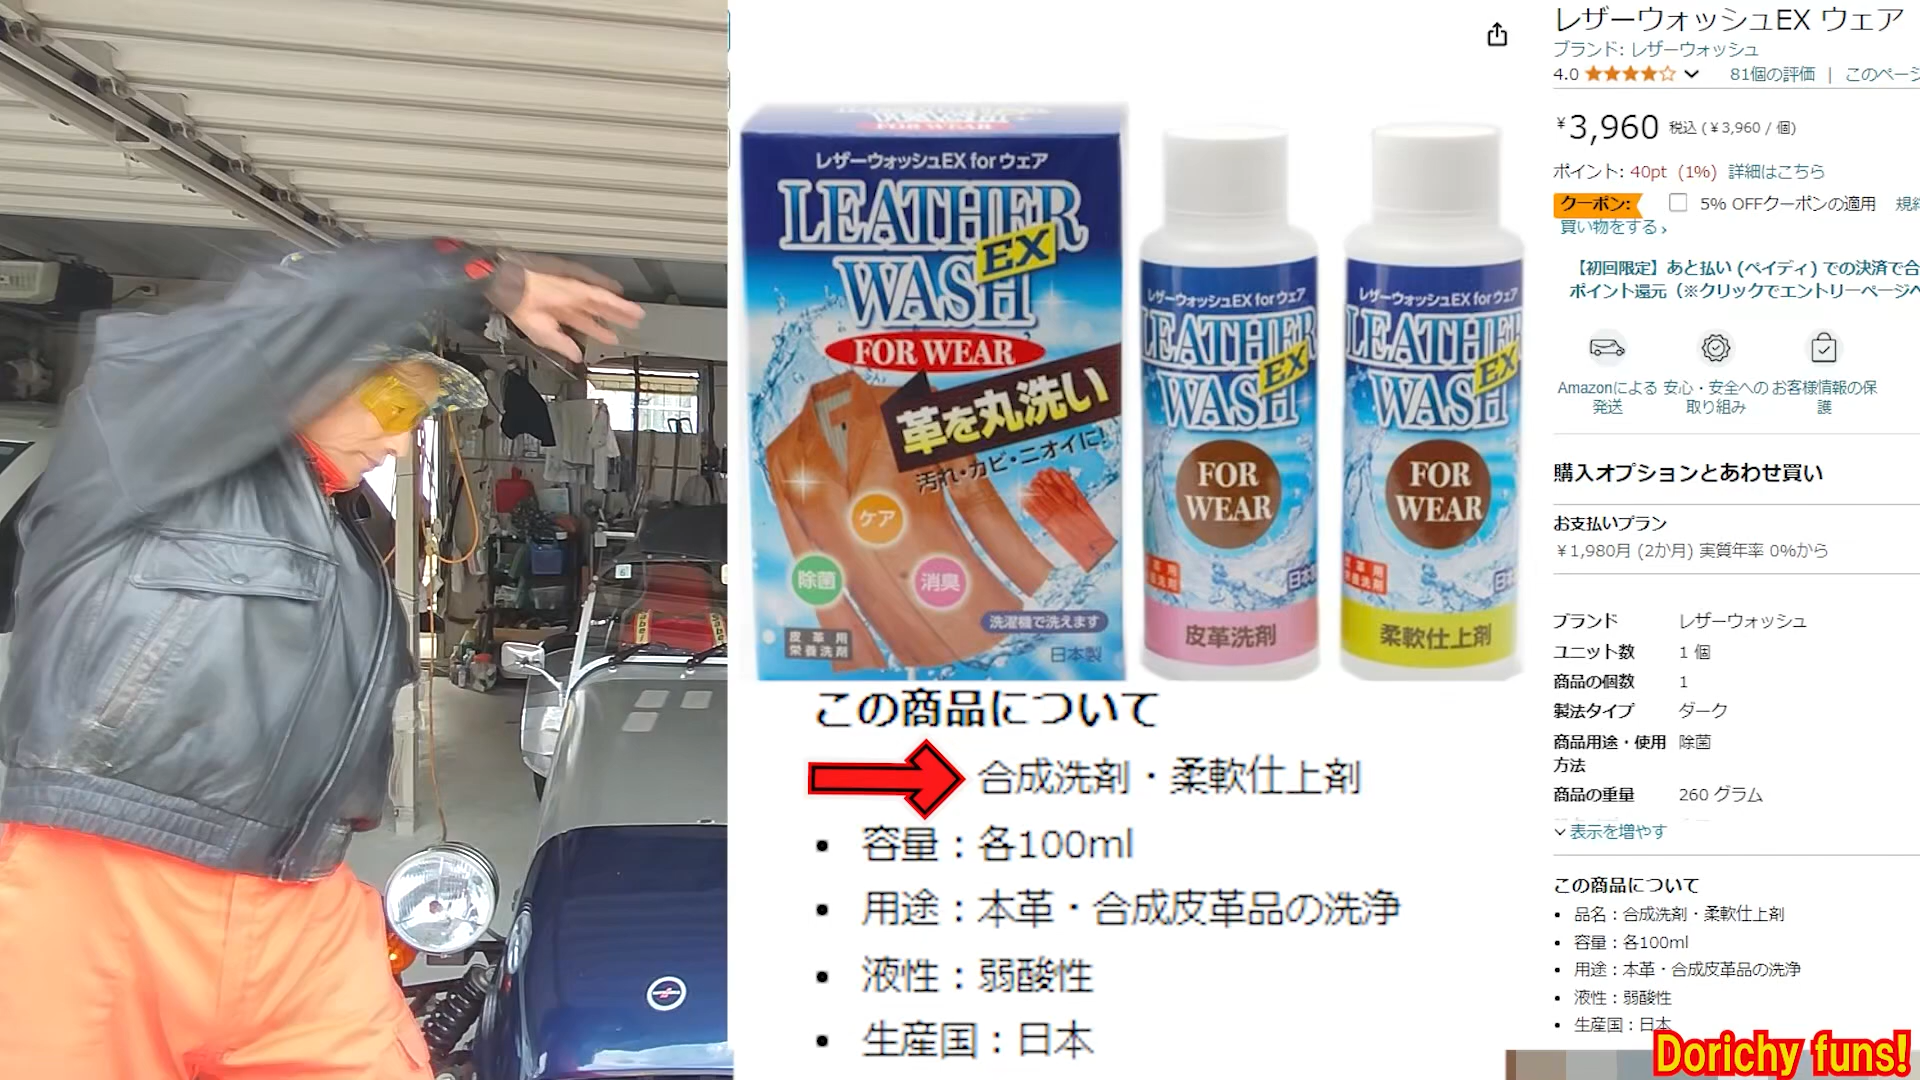 レザーウォッシュEX for ウェア
LEATHER
WASH EX
FOR WEAR
革を丸洗い
汚れ・カビ・ニオイに!
ケア
除菌
消臭
洗濯機で洗えます
皮革用
栄養洗剤
日本製
レザーウォッシュEX for ウェア
LEATHER
WASH EX
FOR
WEAR
皮革洗剤
レザーウォッシュEX for ウェア
LEATHER
WASH EX
FOR
WEAR
柔軟仕上剤
この商品について
合成洗剤・柔軟仕上剤
• 容量：各100ml
• 用途：本革・合成皮革品の洗浄
• 液性：弱酸性
• 生産国：日本
レザーウォッシュEX ウェア
ブランド: レザーウォッシュ
4.0 81個の評価 | このページ
¥3,960 税込 (¥3,960 / 個)
ポイント: 40pt (1%) 詳細はこちら
クーポン: 5% OFFクーポンの適用 規約
買い物をする ›
【初回限定】あと払い (ペイディ) での決済で合
ポイント還元（※クリックでエントリーページへ
Amazonによる発送
安心・安全への取り組み
お客様情報の保護
購入オプションとあわせ買い
お支払いプラン
¥1,980月 (2か月) 実質年率 0%から
ブランド レザーウォッシュ
ユニット数 1 個
商品の個数 1
製法タイプ ダーク
商品用途・使用方法 除菌
商品の重量 260 グラム
表示を増やす
この商品について
• 品名：合成洗剤・柔軟仕上剤
• 容量：各100ml
• 用途：本革・合成皮革品の洗浄
• 液性：弱酸性
• 生産国：日本
Dorichy funs!